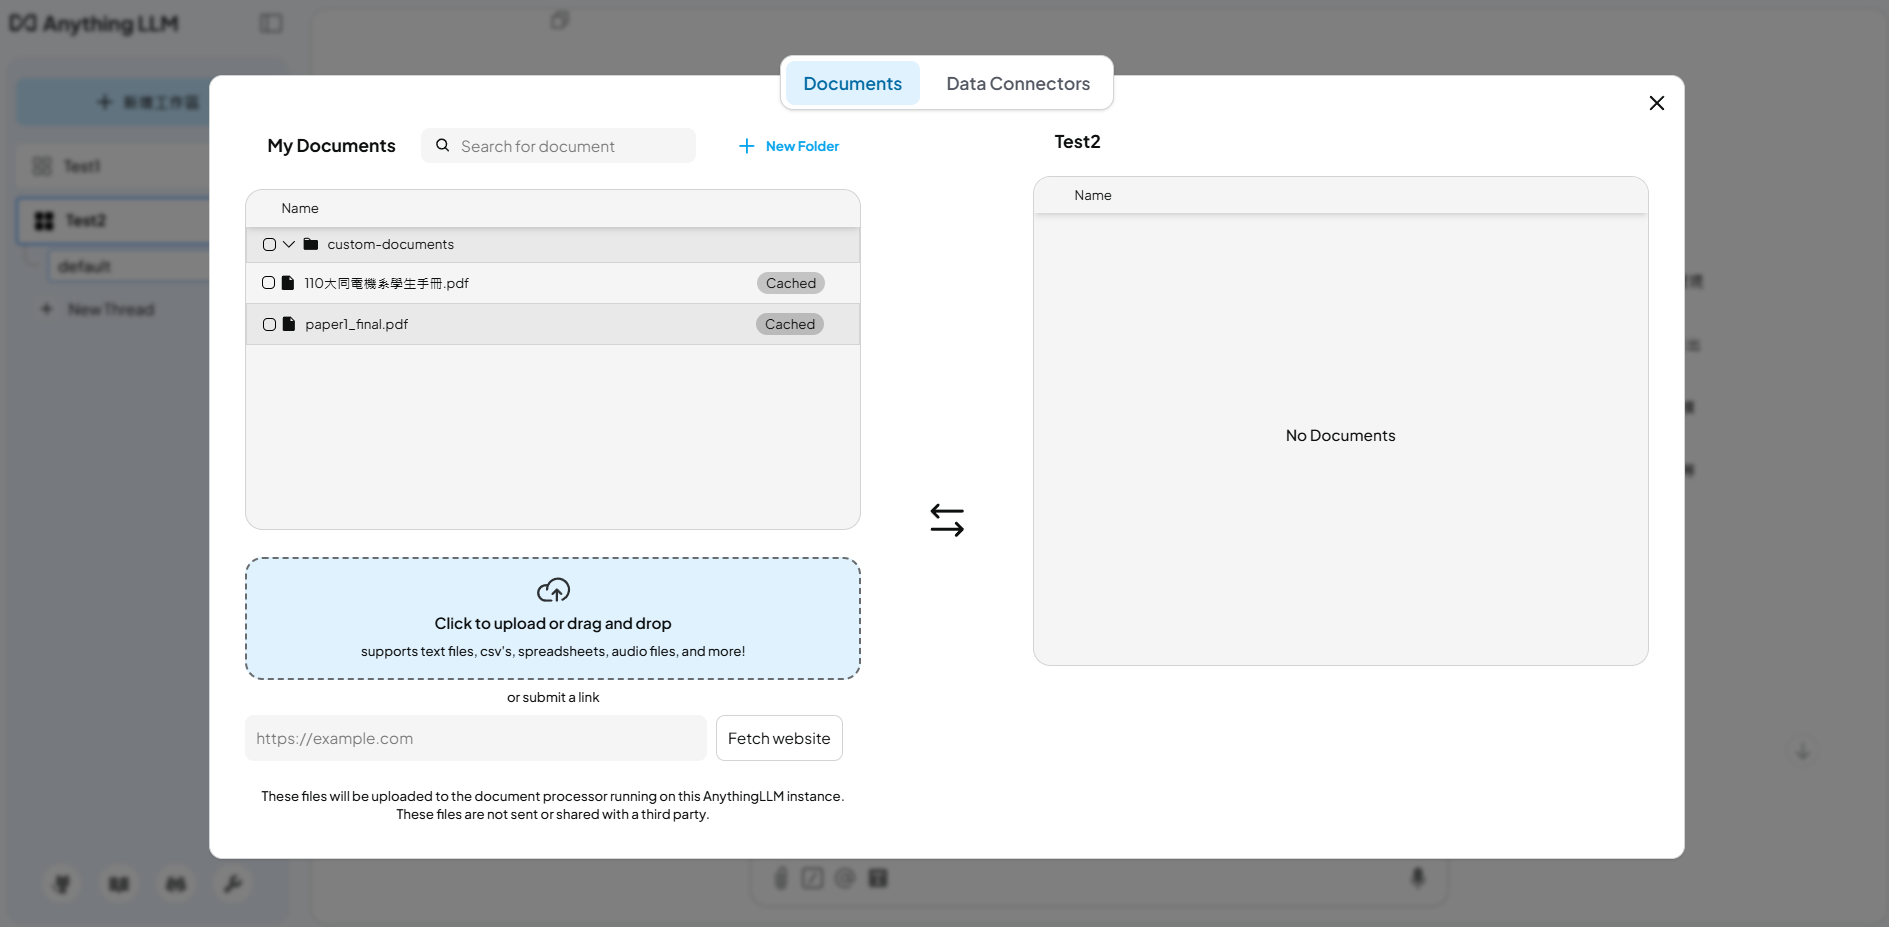 Anything LLM
新增工作區
Test1
Test2
default
New Thread
Documents
Data Connectors
My Documents
Search for document
New Folder
Name
custom-documents
110大同電機系學生手冊.pdf
Cached
paper1_final.pdf
Cached
Click to upload or drag and drop
supports text files, csv's, spreadsheets, audio files, and more!
or submit a link
https://example.com
Fetch website
These files will be uploaded to the document processor running on this AnythingLLM instance.
These files are not sent or shared with a third party.
Test2
Name
No Documents